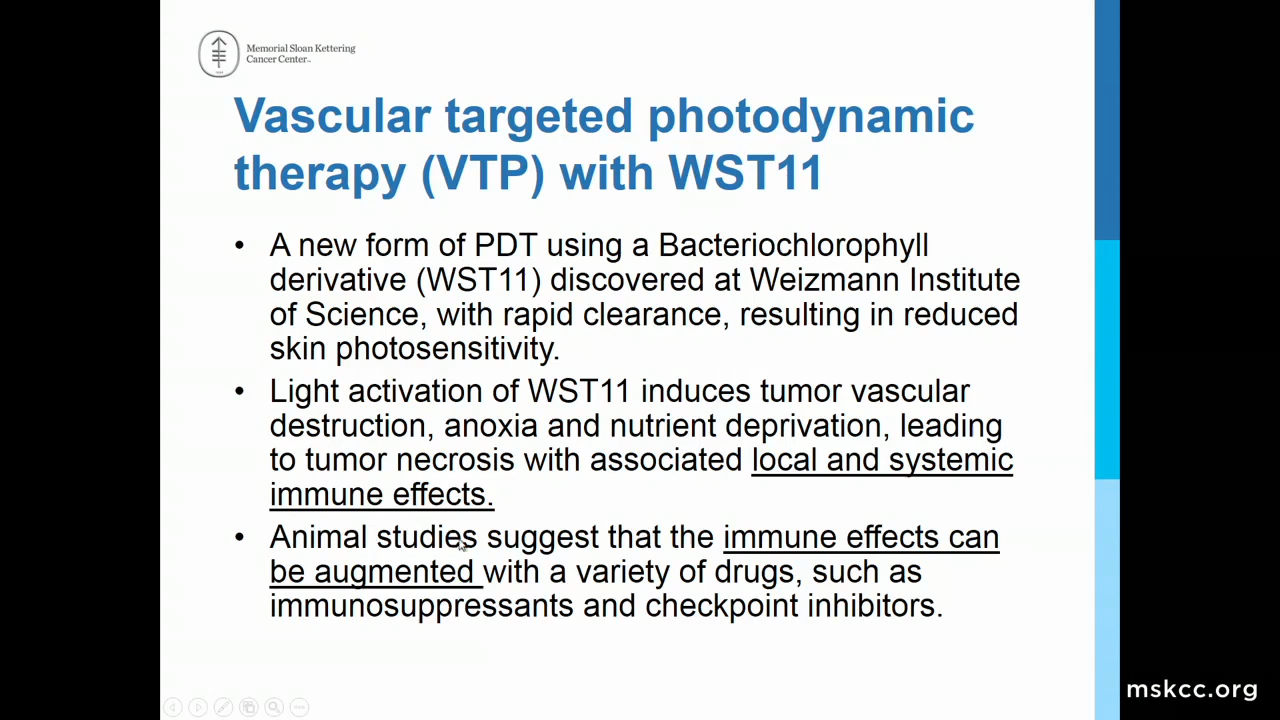 Memorial Sloan Kettering
Cancer Center
Vascular targeted photodynamic
therapy (VTP) with WST11
• A new form of PDT using a Bacteriochlorophyll
derivative (WST11) discovered at Weizmann Institute
of Science, with rapid clearance, resulting in reduced
skin photosensitivity.
• Light activation of WST11 induces tumor vascular
destruction, anoxia and nutrient deprivation, leading
to tumor necrosis with associated local and systemic
immune effects.
• Animal studies suggest that the immune effects can
be augmented with a variety of drugs, such as
immunosuppressants and checkpoint inhibitors.
mskcc.org